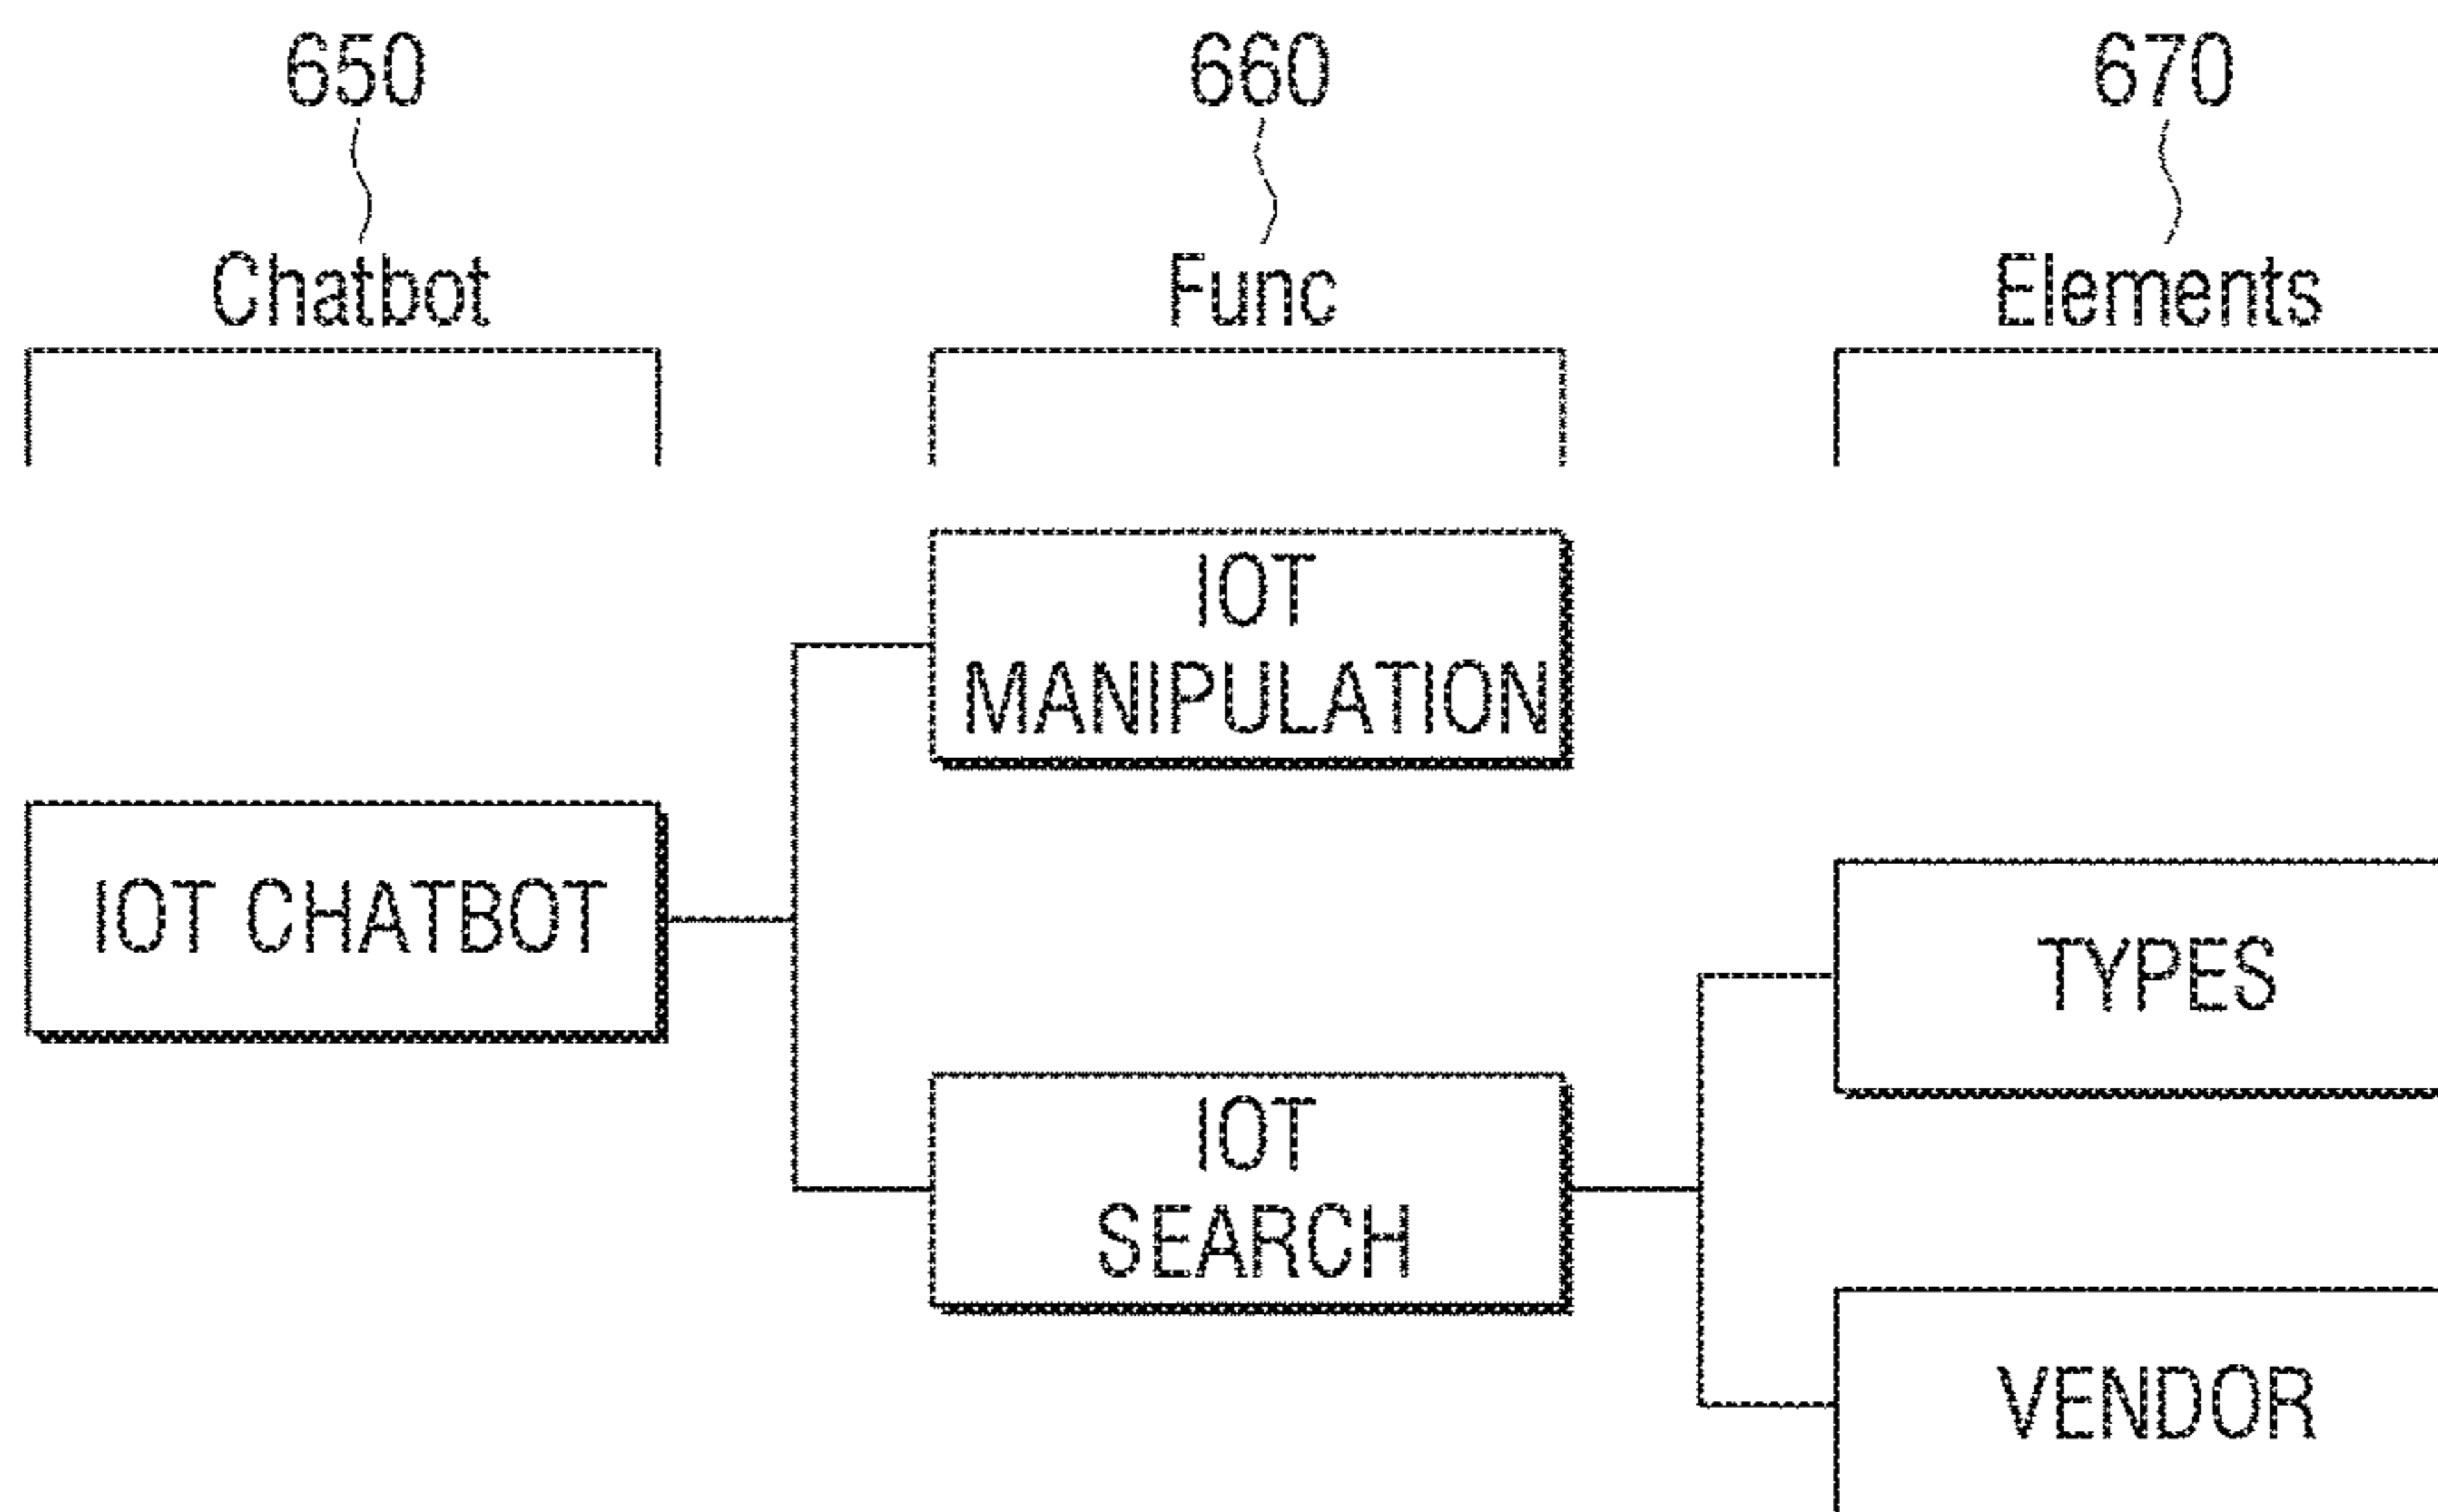 650
660
670
Chatbot
Func
Elements
IOT
MANIPULATION
IOT CHATBOT
TYPES
IOT
SEARCH
VENDOR